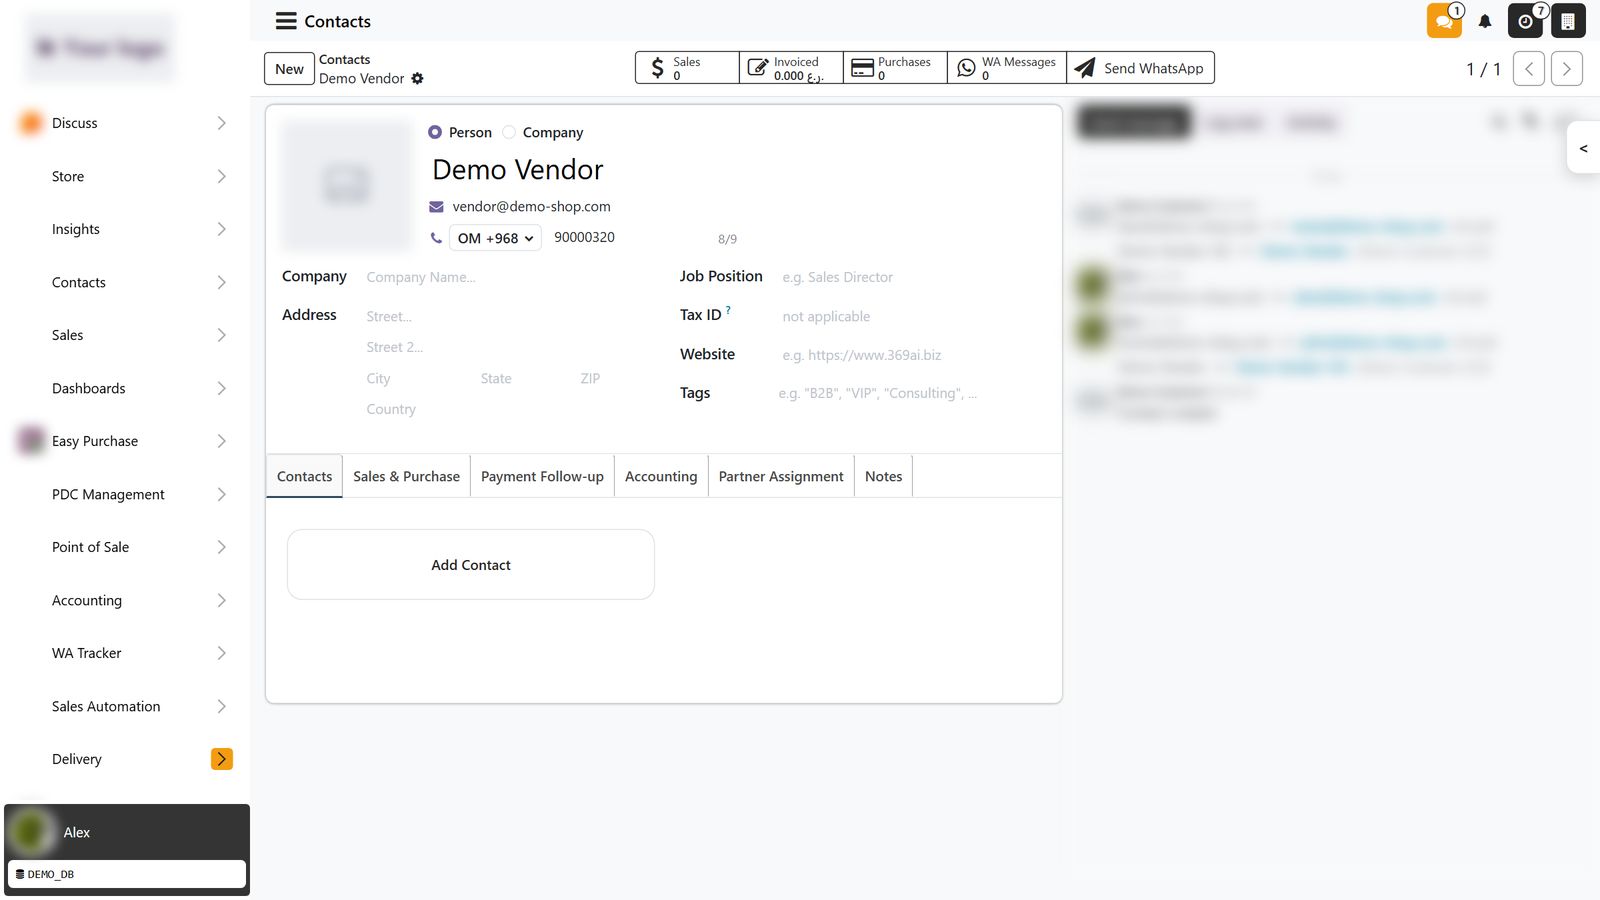 Contacts
1
7
New
Contacts
Demo Vendor
Sales
0
Invoiced
0.000 ر.ع.
Purchases
0
WA Messages
0
Send WhatsApp
1 / 1
Discuss
Store
Insights
Contacts
Sales
Dashboards
Easy Purchase
PDC Management
Point of Sale
Accounting
WA Tracker
Sales Automation
Delivery
Alex
DEMO_DB
Person
Company
Demo Vendor
vendor@demo-shop.com
OM +968
90000320
8/9
Company
Company Name...
Address
Street...
Street 2...
City
State
ZIP
Country
Job Position
e.g. Sales Director
Tax ID ?
not applicable
Website
e.g. https://www.369ai.biz
Tags
e.g. "B2B", "VIP", "Consulting", ...
Contacts
Sales & Purchase
Payment Follow-up
Accounting
Partner Assignment
Notes
Add Contact
<